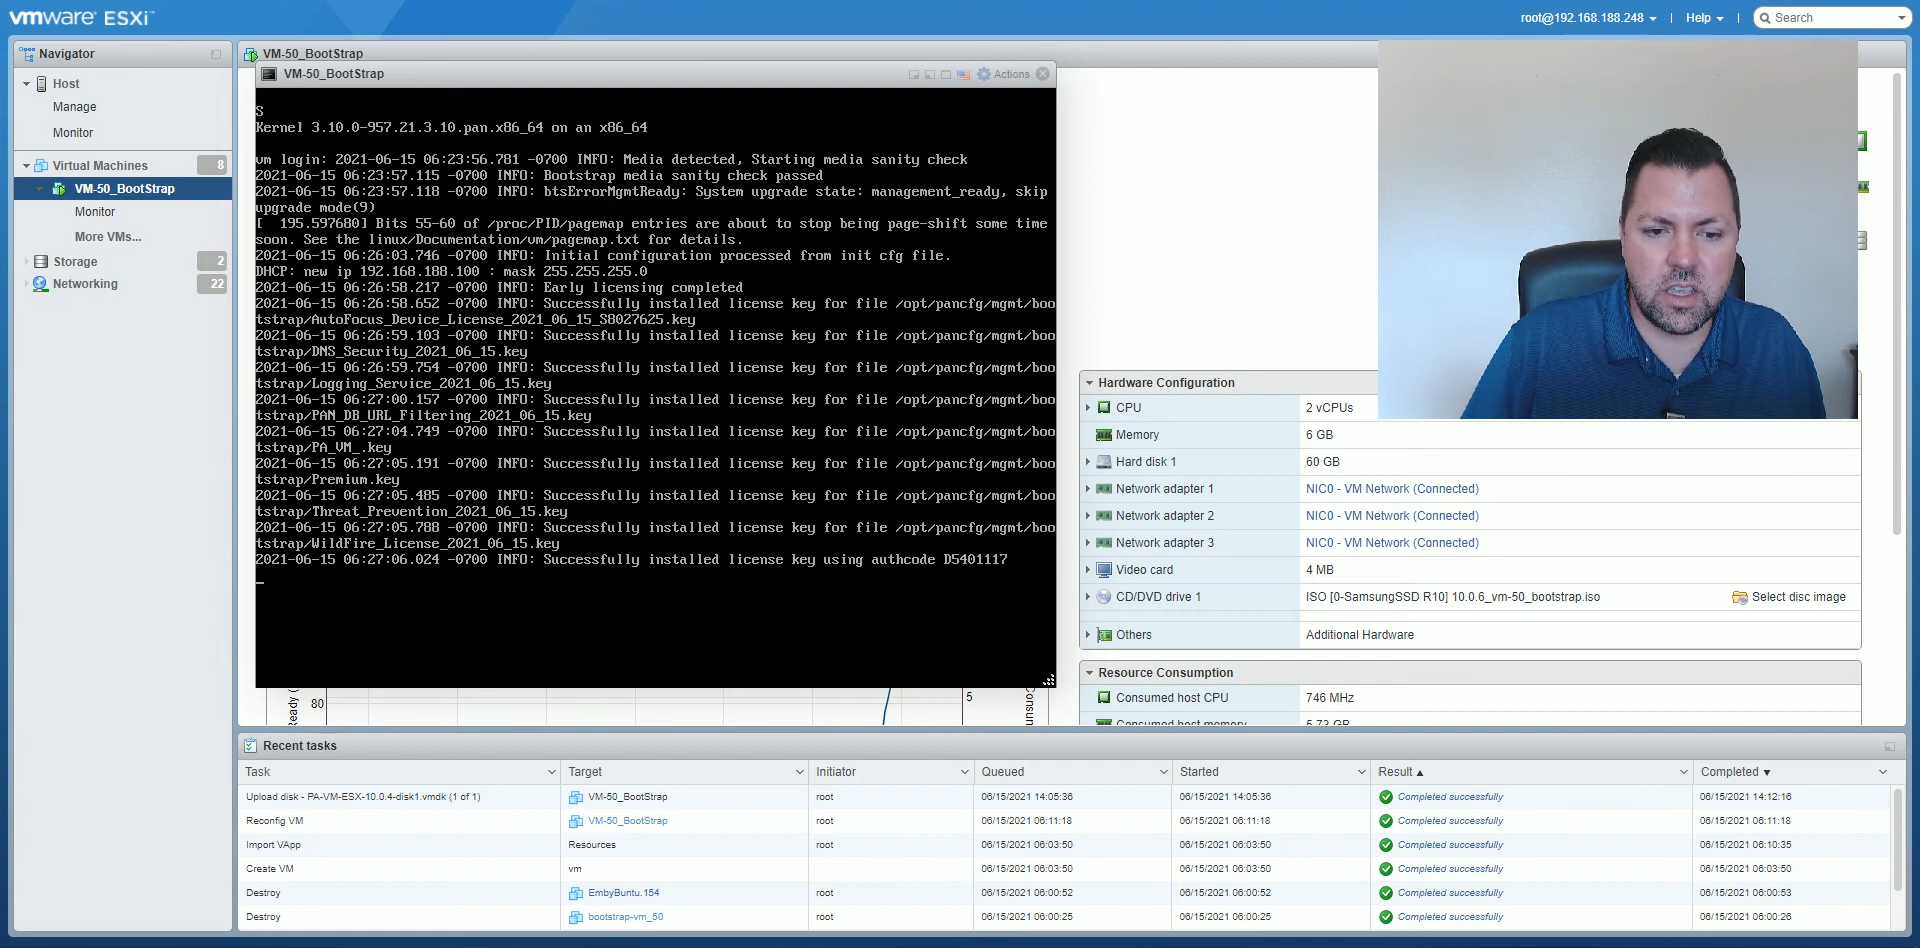 vmware ESXi
root@192.168.188.248 | Help | Search
Navigator
Host
Manage
Monitor
Virtual Machines 8
VM-50_BootStrap
Monitor
More VMs...
Storage 2
Networking 22
VM-50_BootStrap
VM-50_BootStrap
Actions
S
Kernel 3.10.0-957.21.3.10.pan.x86_64 on an x86_64
vm login: 2021-06-15 06:23:56.781 -0700 INFO: Media detected, Starting media sanity check
2021-06-15 06:23:57.115 -0700 INFO: Bootstrap media sanity check passed
2021-06-15 06:23:57.118 -0700 INFO: btsErrorMgmtReady: System upgrade state: management_ready, skip
upgrade mode(9)
[  195.597680] Bits 55-60 of /proc/PID/pagemap entries are about to stop being page-shift some time
soon. See the linux/Documentation/vm/pagemap.txt for details.
2021-06-15 06:26:03.746 -0700 INFO: Initial configuration processed from init cfg file.
DHCP: new ip 192.168.188.100 : mask 255.255.255.0
2021-06-15 06:26:58.217 -0700 INFO: Early licensing completed
2021-06-15 06:26:58.652 -0700 INFO: Successfully installed license key for file /opt/pancfg/mgmt/boo
tstrap/AutoFocus_Device_License_2021_06_15_S8027625.key
2021-06-15 06:26:59.103 -0700 INFO: Successfully installed license key for file /opt/pancfg/mgmt/boo
tstrap/DNS_Security_2021_06_15.key
2021-06-15 06:26:59.754 -0700 INFO: Successfully installed license key for file /opt/pancfg/mgmt/boo
tstrap/Logging_Service_2021_06_15.key
2021-06-15 06:27:00.157 -0700 INFO: Successfully installed license key for file /opt/pancfg/mgmt/boo
tstrap/PAN_DB_URL_Filtering_2021_06_15.key
2021-06-15 06:27:04.749 -0700 INFO: Successfully installed license key for file /opt/pancfg/mgmt/boo
tstrap/PA_VM_.key
2021-06-15 06:27:05.191 -0700 INFO: Successfully installed license key for file /opt/pancfg/mgmt/boo
tstrap/Premium.key
2021-06-15 06:27:05.485 -0700 INFO: Successfully installed license key for file /opt/pancfg/mgmt/boo
tstrap/Threat_Prevention_2021_06_15.key
2021-06-15 06:27:05.788 -0700 INFO: Successfully installed license key for file /opt/pancfg/mgmt/boo
tstrap/WildFire_License_2021_06_15.key
2021-06-15 06:27:06.024 -0700 INFO: Successfully installed license key using authcode D5401117
Ready (
80
5
Consum
Hardware Configuration
CPU 2 vCPUs
Memory 6 GB
Hard disk 1 60 GB
Network adapter 1 NIC0 - VM Network (Connected)
Network adapter 2 NIC0 - VM Network (Connected)
Network adapter 3 NIC0 - VM Network (Connected)
Video card 4 MB
CD/DVD drive 1 ISO [0-SamsungSSD R10] 10.0.6_vm-50_bootstrap.iso Select disc image
Others Additional Hardware
Resource Consumption
Consumed host CPU 746 MHz
Consumed host memory 5.73 GB
Recent tasks
Task Target Initiator Queued Started Result Completed
Upload disk - PA-VM-ESX-10.0.4-disk1.vmdk (1 of 1) VM-50_BootStrap root 06/15/2021 14:05:36 06/15/2021 14:05:36 Completed successfully 06/15/2021 14:12:16
Reconfig VM VM-50_BootStrap root 06/15/2021 06:11:18 06/15/2021 06:11:18 Completed successfully 06/15/2021 06:11:18
Import VApp Resources root 06/15/2021 06:03:50 06/15/2021 06:03:50 Completed successfully 06/15/2021 06:10:35
Create VM vm 06/15/2021 06:03:50 06/15/2021 06:03:50 Completed successfully 06/15/2021 06:03:50
Destroy EmbyBuntu.154 root 06/15/2021 06:00:52 06/15/2021 06:00:52 Completed successfully 06/15/2021 06:00:53
Destroy bootstrap-vm_50 root 06/15/2021 06:00:25 06/15/2021 06:00:25 Completed successfully 06/15/2021 06:00:26